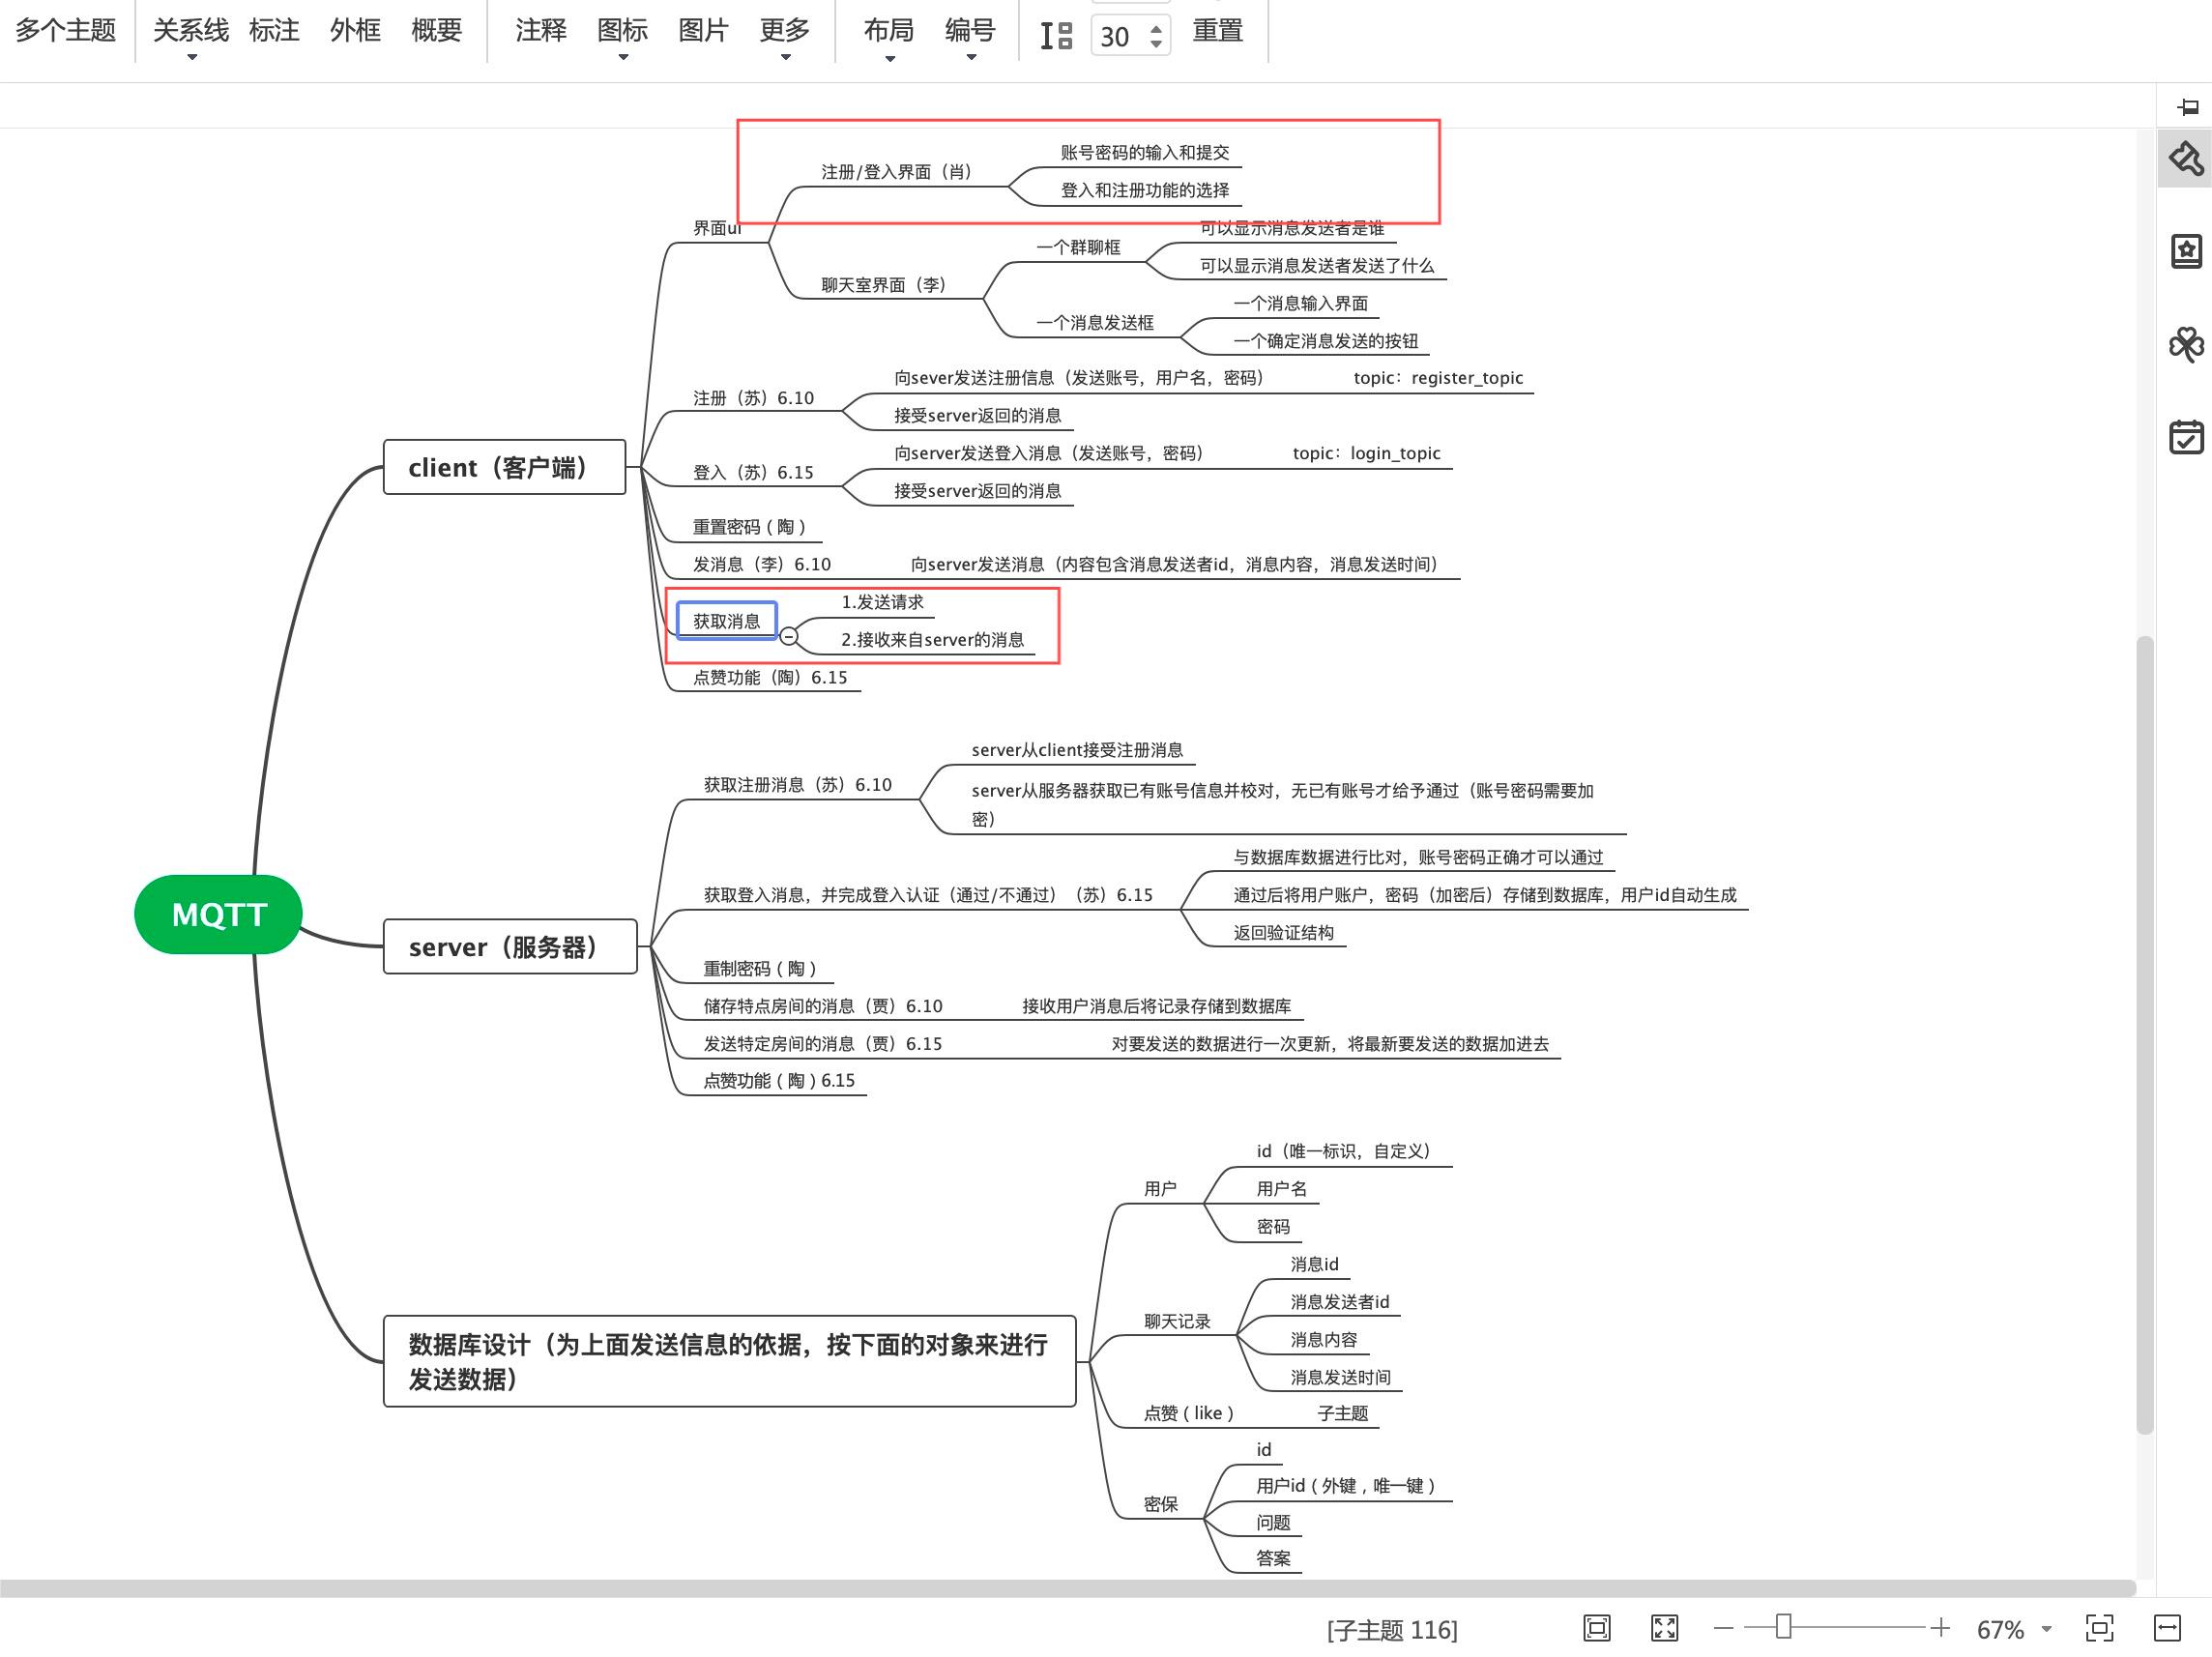 多个主题 关系线 标注 外框 概要 注释 图标 图片 更多 布局 编号 30 重置
账号密码的输入和提交
注册/登入界面（肖）
登入和注册功能的选择
界面ui
可以显示消息发送者是谁
一个群聊框
可以显示消息发送者发送了什么
聊天室界面（李）
一个消息输入界面
一个消息发送框
一个确定消息发送的按钮
向sever发送注册信息（发送账号，用户名，密码） topic：register_topic
注册（苏）6.10
接受server返回的消息
向server发送登入消息（发送账号，密码） topic：login_topic
client（客户端）
登入（苏）6.15
接受server返回的消息
重置密码（陶）
发消息（李）6.10 向server发送消息（内容包含消息发送者id，消息内容，消息发送时间）
1.发送请求
获取消息
2.接收来自server的消息
点赞功能（陶）6.15
server从client接受注册消息
获取注册消息（苏）6.10
server从服务器获取已有账号信息并校对，无已有账号才给予通过（账号密码需要加
密）
与数据库数据进行比对，账号密码正确才可以通过
获取登入消息，并完成登入认证（通过/不通过）（苏）6.15
通过后将用户账户，密码（加密后）存储到数据库，用户id自动生成
MQTT
返回验证结构
server（服务器）
重制密码（陶）
储存特点房间的消息（贾）6.10 接收用户消息后将记录存储到数据库
发送特定房间的消息（贾）6.15 对要发送的数据进行一次更新，将最新要发送的数据加进去
点赞功能（陶）6.15
id（唯一标识，自定义）
用户
用户名
密码
消息id
消息发送者id
聊天记录
消息内容
数据库设计（为上面发送信息的依据，按下面的对象来进行
发送数据）
消息发送时间
点赞（like） 子主题
id
用户id（外键，唯一键）
密保
问题
答案
[子主题 116] 67%